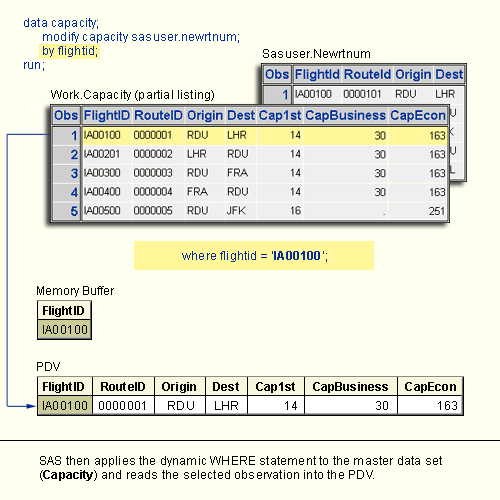 data capacity;
modify capacity sasuser.newrtnum;
by flightid;
run;
Sasuser.Newrtnum
Obs FlightId RouteId Origin Dest
1 IA00100 0000101 RDU LHR
Work.Capacity (partial listing)
Obs FlightID RouteID Origin Dest Cap1st CapBusiness CapEcon
1 IA00100 0000001 RDU LHR 14 30 163
2 IA00201 0000002 LHR RDU 14 30 163
3 IA00300 0000003 RDU FRA 14 30 163
4 IA00400 0000004 FRA RDU 14 30 163
5 IA00500 0000005 RDU JFK 16 . 251
where flightid = 'IA00100';
Memory Buffer
FlightID
IA00100
PDV
FlightID RouteID Origin Dest Cap1st CapBusiness CapEcon
IA00100 0000001 RDU LHR 14 30 163
SAS then applies the dynamic WHERE statement to the master data set
(Capacity) and reads the selected observation into the PDV.